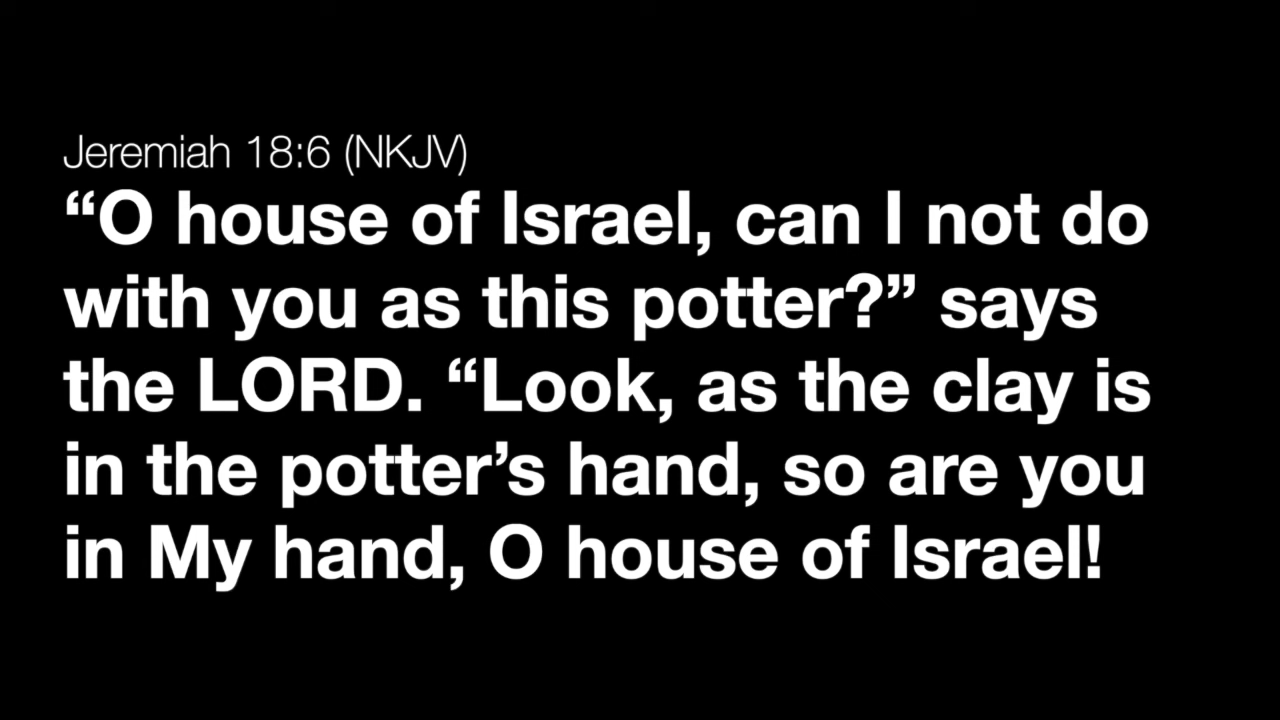 Jeremiah 18:6 (NKJV)
“O house of Israel, can I not do
with you as this potter?” says
the LORD. “Look, as the clay is
in the potter’s hand, so are you
in My hand, O house of Israel!